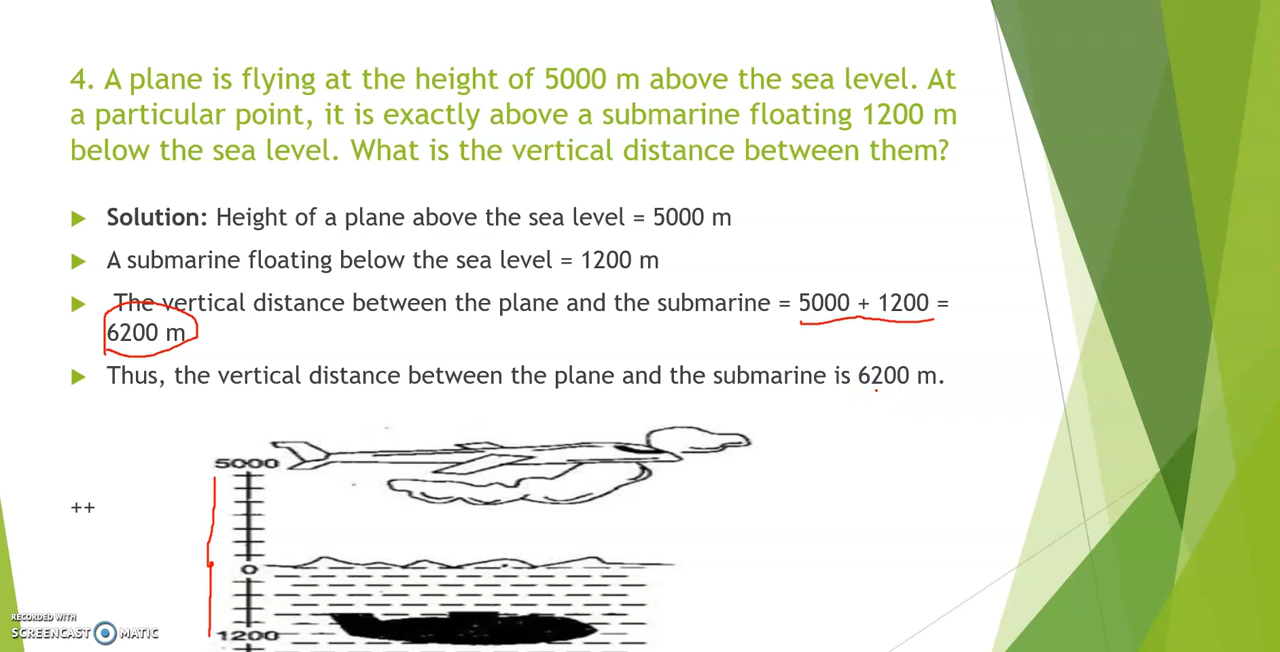 4. A plane is flying at the height of 5000 m above the sea level. At
a particular point, it is exactly above a submarine floating 1200 m
below the sea level. What is the vertical distance between them?
Solution: Height of a plane above the sea level = 5000 m
A submarine floating below the sea level = 1200 m
The vertical distance between the plane and the submarine = 5000 + 1200 =
6200 m
Thus, the vertical distance between the plane and the submarine is 6200 m.
5000
++
0
1200
RECORDED WITH
SCREENCAST MATIC